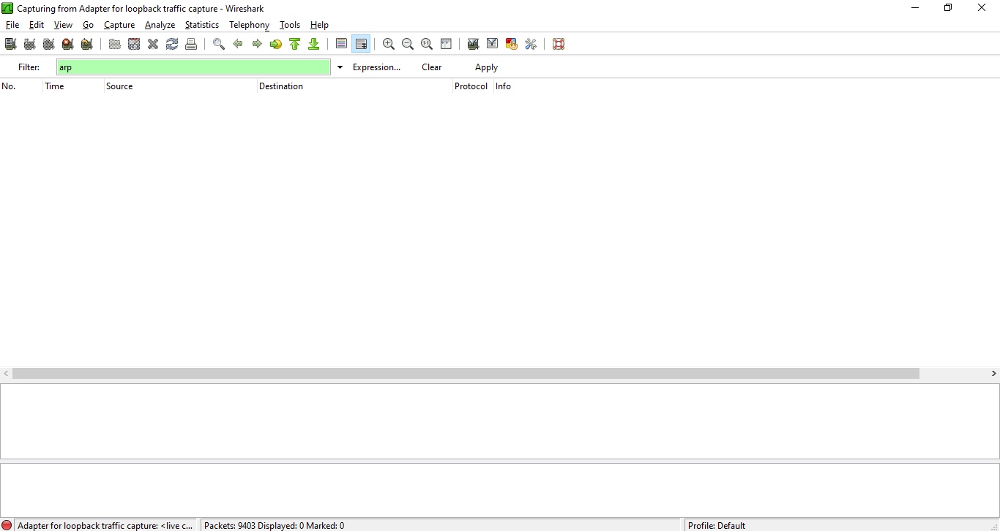 Capturing from Adapter for loopback traffic capture - Wireshark
File Edit View Go Capture Analyze Statistics Telephony Tools Help
Filter: arp Expression... Clear Apply
No. Time Source Destination Protocol Info
Adapter for loopback traffic capture: <live c... Packets: 9403 Displayed: 0 Marked: 0 Profile: Default